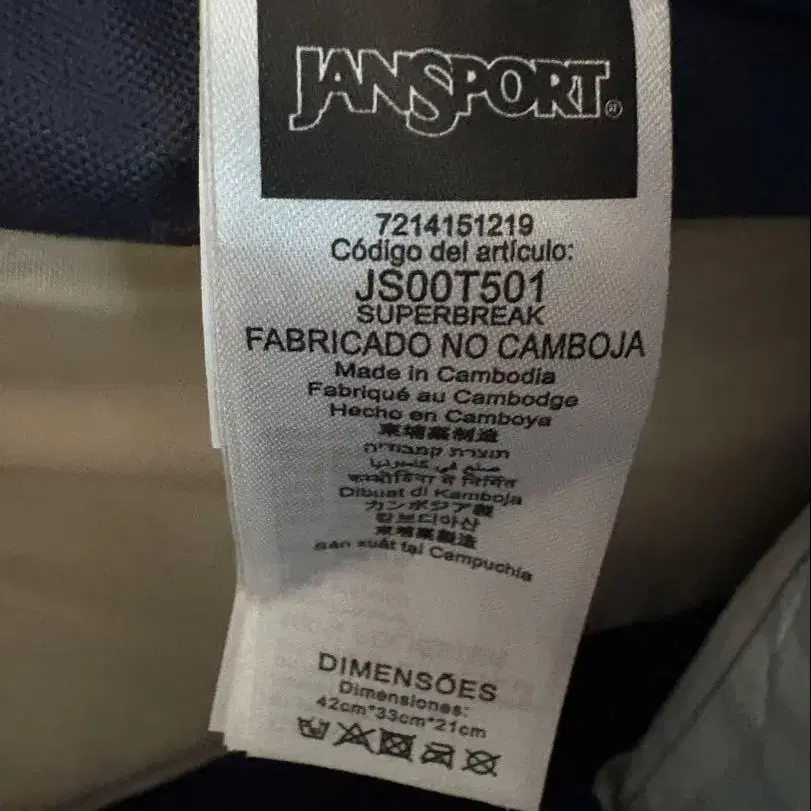 JANSPORT®
7214151219
Código del artículo:
JS00T501
SUPERBREAK
FABRICADO NO CAMBOJA
Made in Cambodia
Fabriqué au Cambodge
Hecho en Camboya
柬埔寨制造
תוצרת קמבודיה
صنع في كمبوديا
कम्बोडिया में निर्मित
Dibuat di Kamboja
カンボジア製
캄보디아산
柬埔寨製造
Sản xuất tại Campuchia
DIMENSÕES
Dimensiones:
42cm*33cm*21cm